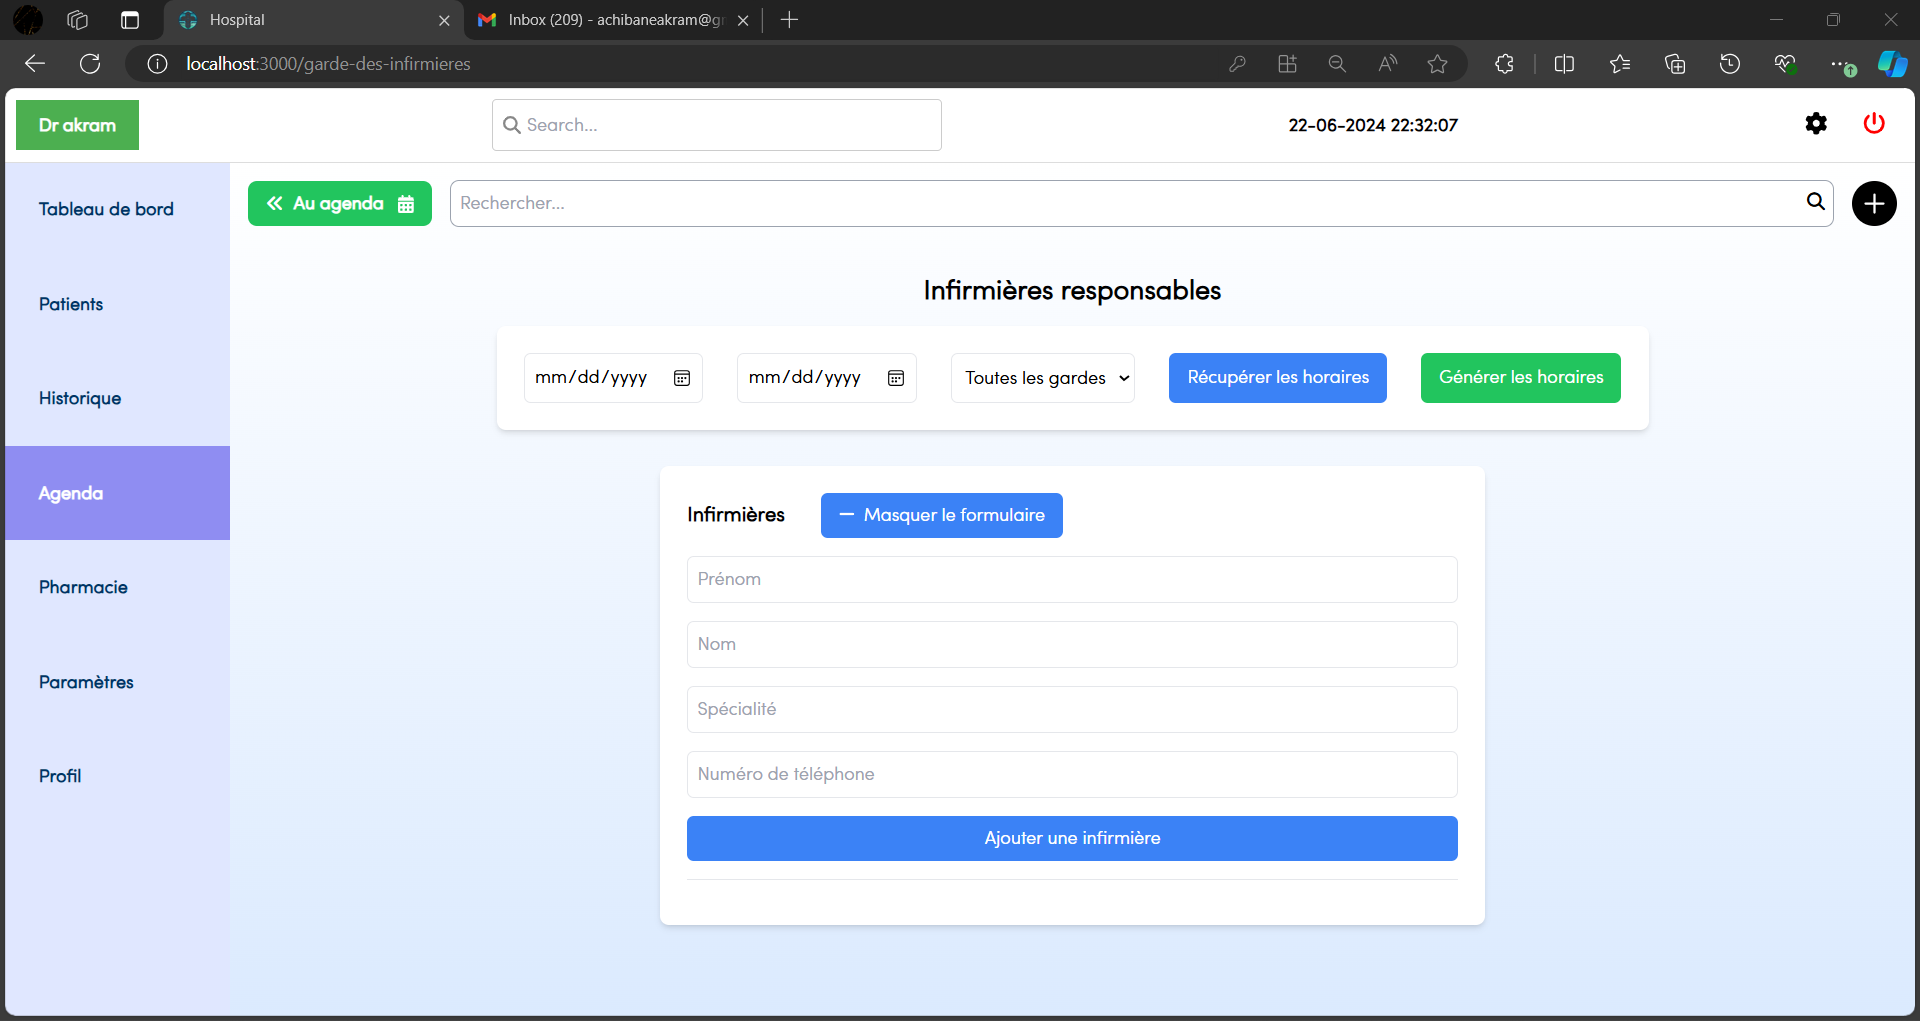 Hospital
Inbox (209) - achibaneakram@gr
localhost:3000/garde-des-infirmieres
Dr akram
Search...
22-06-2024 22:32:07
Tableau de bord
Patients
Historique
Agenda
Pharmacie
Paramètres
Profil
Au agenda
Rechercher...
Infirmières responsables
mm/dd/yyyy
mm/dd/yyyy
Toutes les gardes
Récupérer les horaires
Générer les horaires
Infirmières
Masquer le formulaire
Prénom
Nom
Spécialité
Numéro de téléphone
Ajouter une infirmière